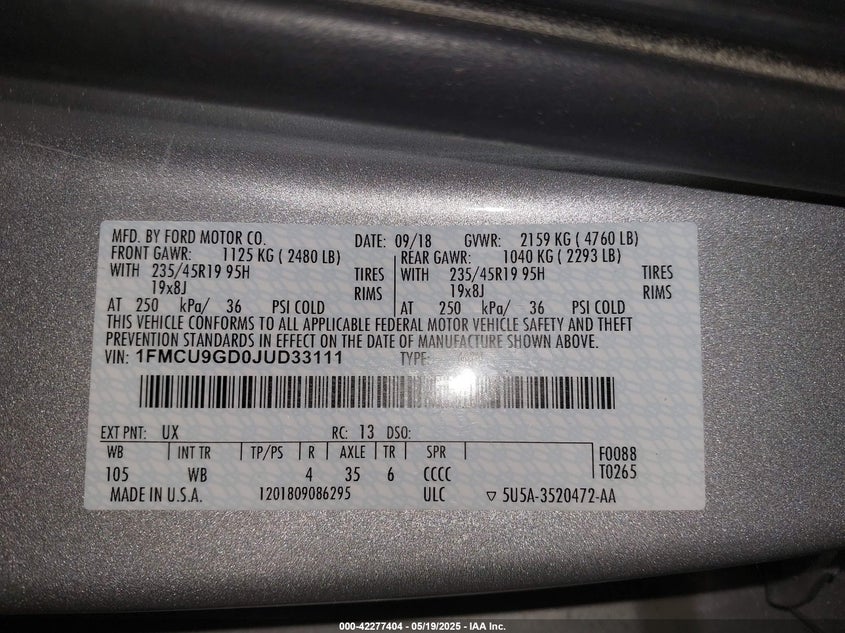 MFD. BY FORD MOTOR CO. DATE: 09/18 GVWR: 2159 KG ( 4760 LB)
FRONT GAWR: 1125 KG ( 2480 LB) REAR GAWR: 1040 KG ( 2293 LB)
WITH 235/45R19 95H TIRES WITH 235/45R19 95H TIRES
19x8J RIMS 19x8J RIMS
AT 250 kPa/ 36 PSI COLD AT 250 kPa/ 36 PSI COLD
THIS VEHICLE CONFORMS TO ALL APPLICABLE FEDERAL MOTOR VEHICLE SAFETY AND THEFT
PREVENTION STANDARDS IN EFFECT ON THE DATE OF MANUFACTURE SHOWN ABOVE.
VIN: 1FMCU9GD0JUD33111 TYPE:
EXT PNT: UX RC: 13 DSO:
WB INT TR TP/PS R AXLE TR SPR F0088
105 WB 4 35 6 CCCC T0265
MADE IN U.S.A. 1201809086295 ULC ▽ 5U5A-3520472-AA
000-42277404 - 05/19/2025 - IAA Inc.